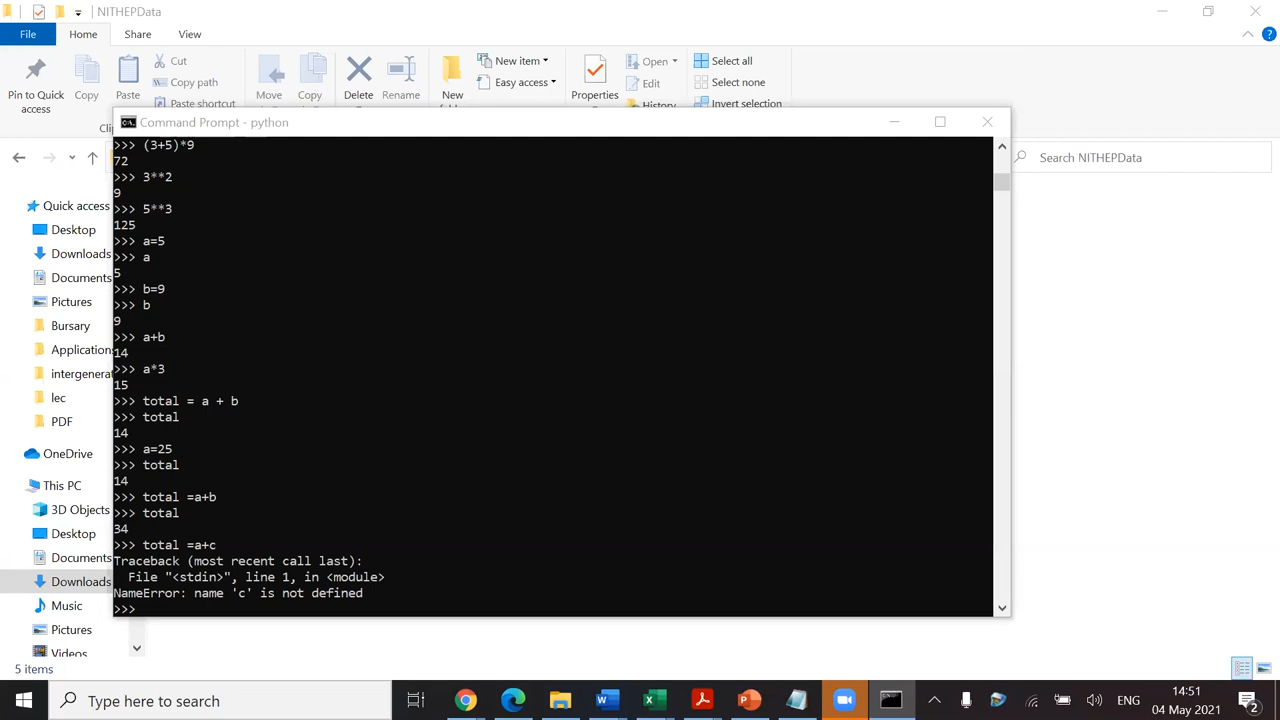 NITHEPData
File
Home
Share
View
Pin to Quick
access
Copy
Paste
Cut
Copy path
Paste shortcut
Move
Copy
Delete
Rename
New
New item
Easy access
Properties
Open
Edit
History
Select all
Select none
Invert selection
Search NITHEPData
Quick access
Desktop
Downloads
Documents
Pictures
Bursary
Application
intergenera
lec
PDF
OneDrive
This PC
3D Objects
Desktop
Documents
Downloads
Music
Pictures
Videos
5 items
Command Prompt - python
>>> (3+5)*9
72
>>> 3**2
9
>>> 5**3
125
>>> a=5
>>> a
5
>>> b=9
>>> b
9
>>> a+b
14
>>> a*3
15
>>> total = a + b
>>> total
14
>>> a=25
>>> total
14
>>> total =a+b
>>> total
34
>>> total =a+c
Traceback (most recent call last):
File "<stdin>", line 1, in <module>
NameError: name 'c' is not defined
>>>
Type here to search
ENG
14:51
04 May 2021
2